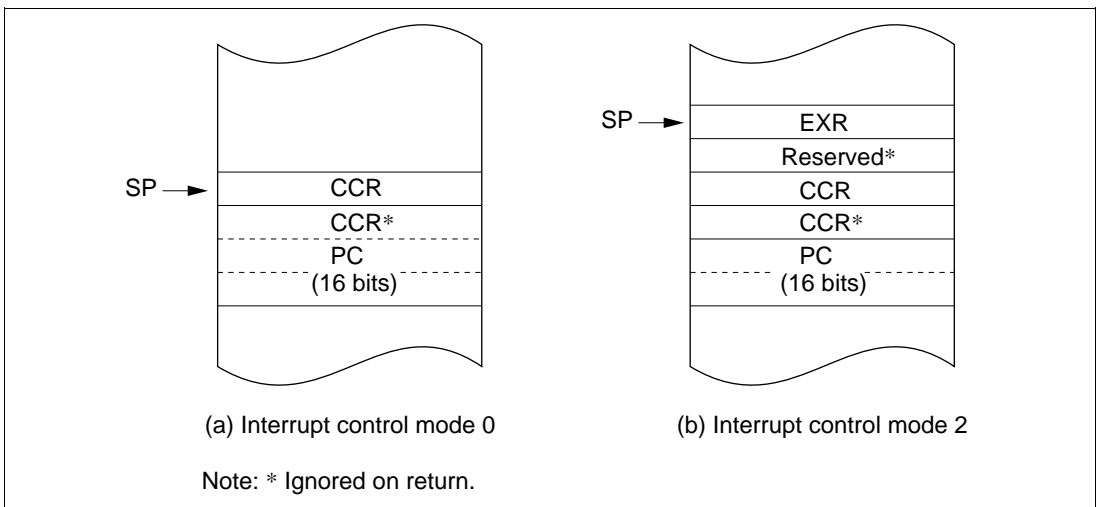 SP
CCR
CCR*
PC
(16 bits)
(a) Interrupt control mode 0
SP
EXR
Reserved*
CCR
CCR*
PC
(16 bits)
(b) Interrupt control mode 2
Note: * Ignored on return.